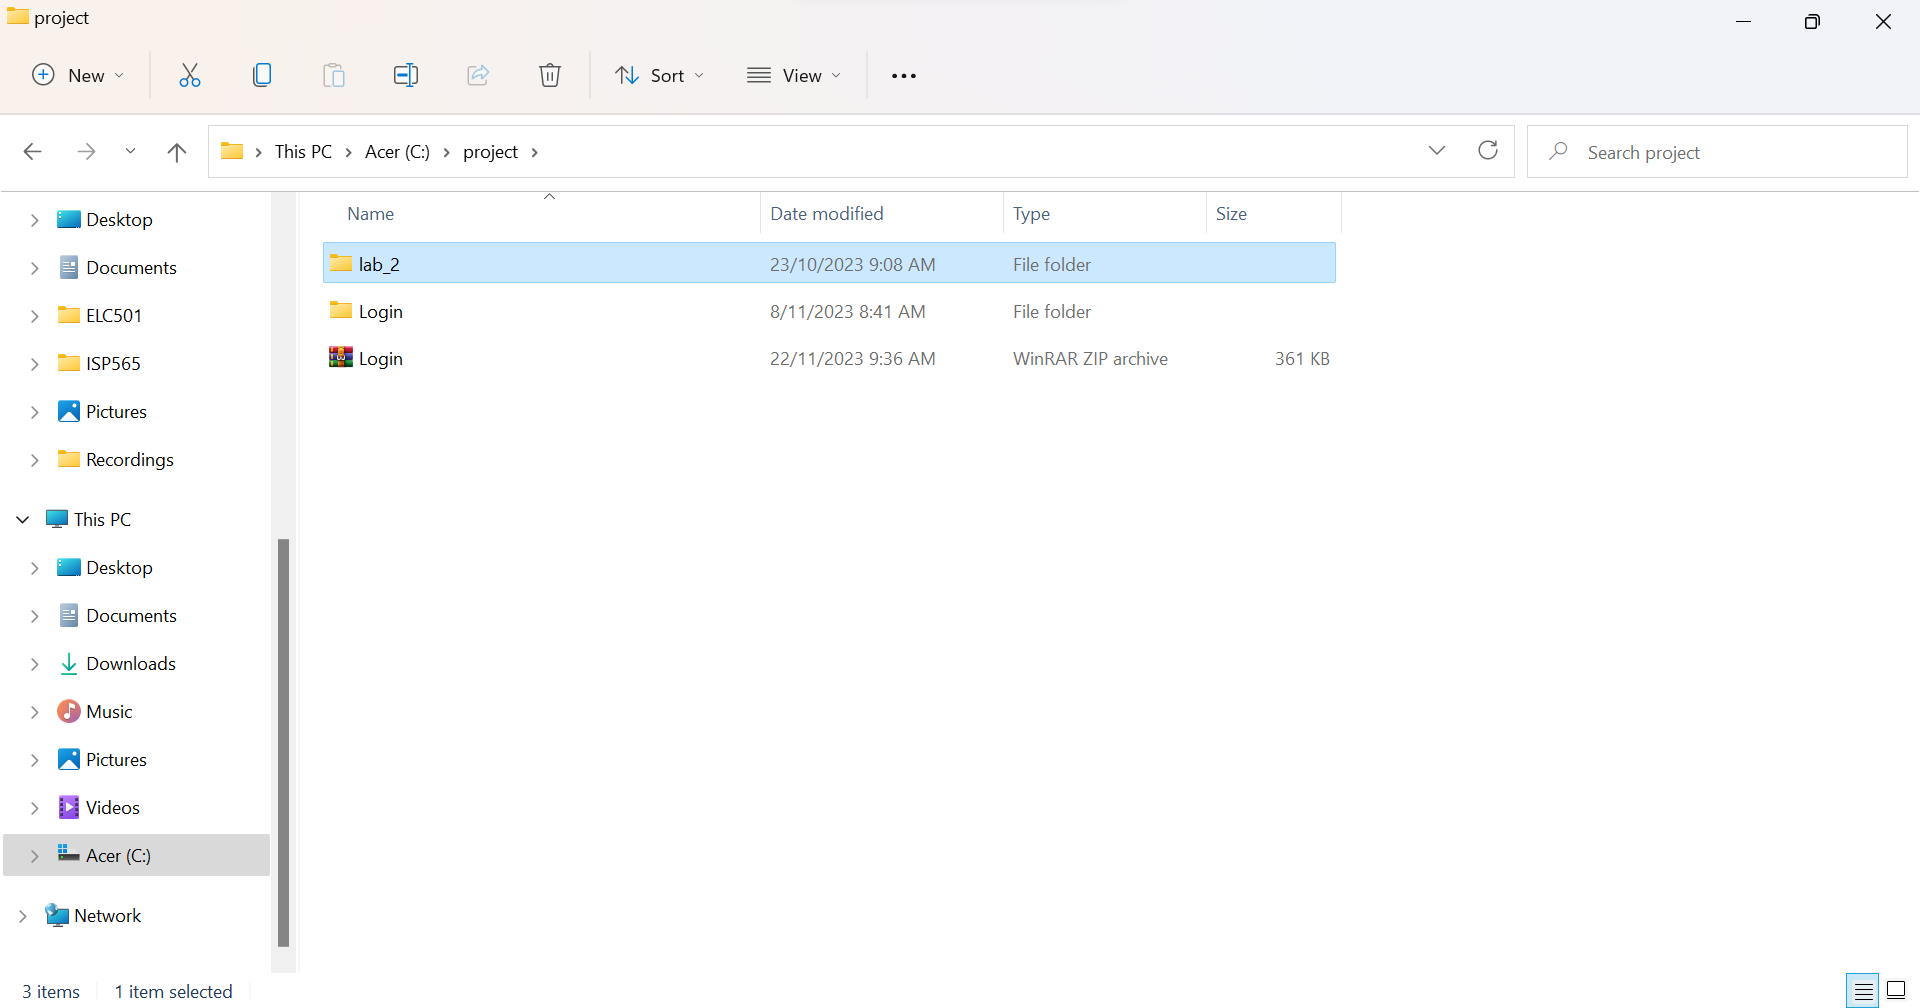 project
New Sort View
This PC Acer (C:) project
Search project
Desktop
Documents
ELC501
ISP565
Pictures
Recordings
This PC
Desktop
Documents
Downloads
Music
Pictures
Videos
Acer (C:)
Network
Name Date modified Type Size
lab_2 23/10/2023 9:08 AM File folder
Login 8/11/2023 8:41 AM File folder
Login 22/11/2023 9:36 AM WinRAR ZIP archive 361 KB
3 items 1 item selected